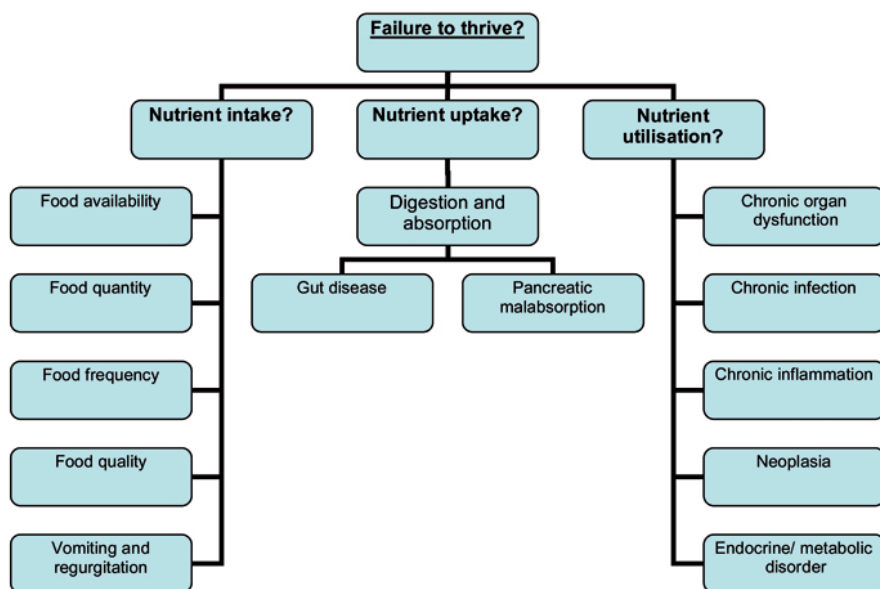 Failure to thrive?
Nutrient intake?
Nutrient uptake?
Nutrient
utilisation?
Food availability
Digestion and
absorption
Chronic organ
dysfunction
Food quantity
Gut disease
Pancreatic
malabsorption
Chronic infection
Food frequency
Chronic inflammation
Food quality
Neoplasia
Vomiting and
regurgitation
Endocrine/ metabolic
disorder